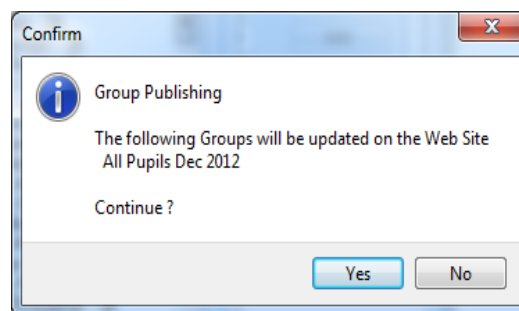 Confirm
Group Publishing
The following Groups will be updated on the Web Site
All Pupils Dec 2012
Continue ?
Yes
No